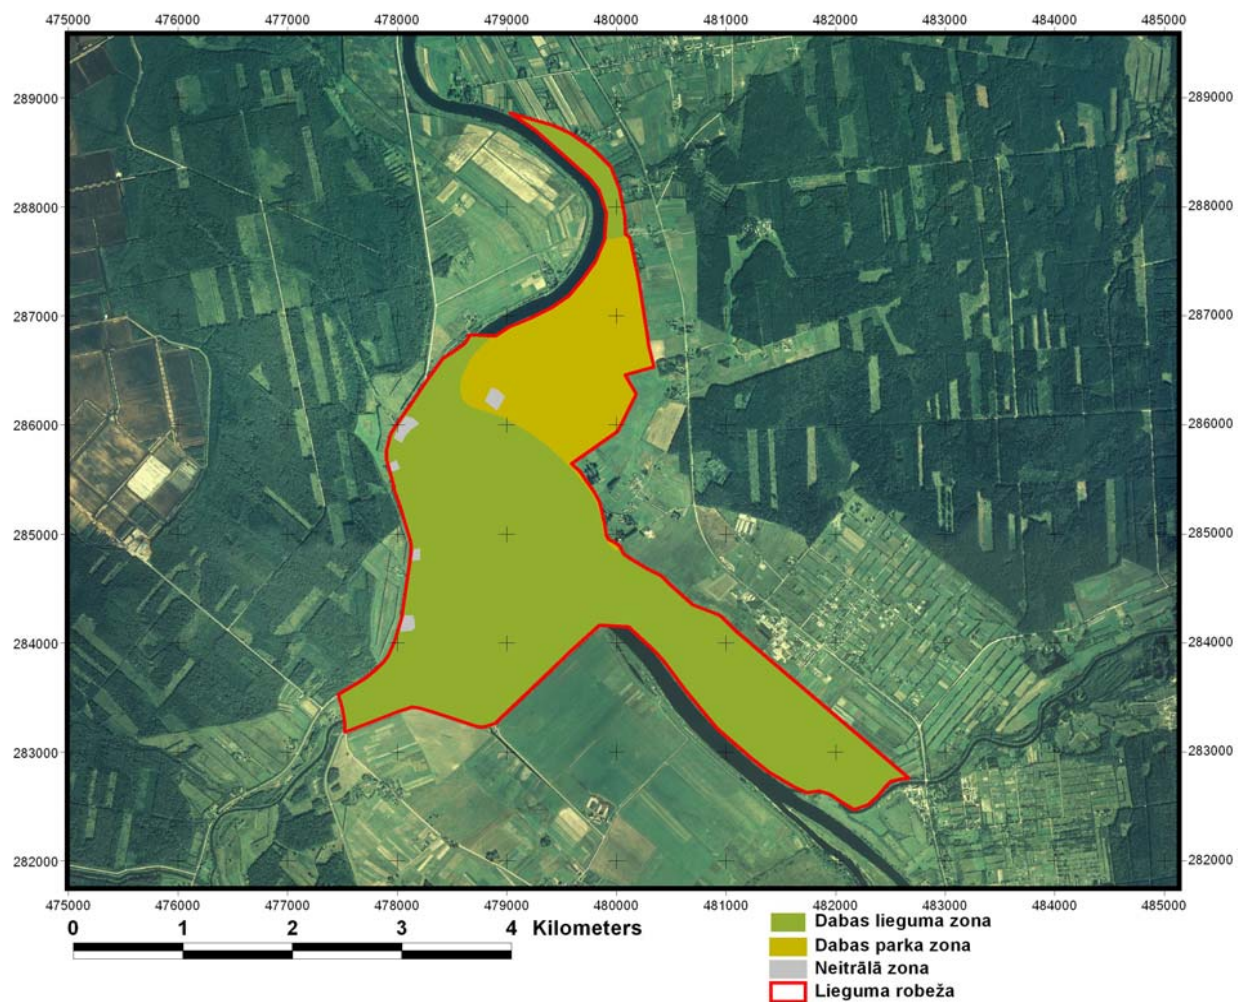 475000 476000 477000 478000 479000 480000 481000 482000 483000 484000 485000
289000 289000
288000 288000
287000 287000
286000 286000
285000 285000
284000 284000
283000 283000
282000 282000
475000 476000 477000 478000 479000 480000 481000 482000 483000 484000 485000
0 1 2 3 4 Kilometers
Dabas lieguma zona
Dabas parka zona
Neitrālā zona
Lieguma robeža